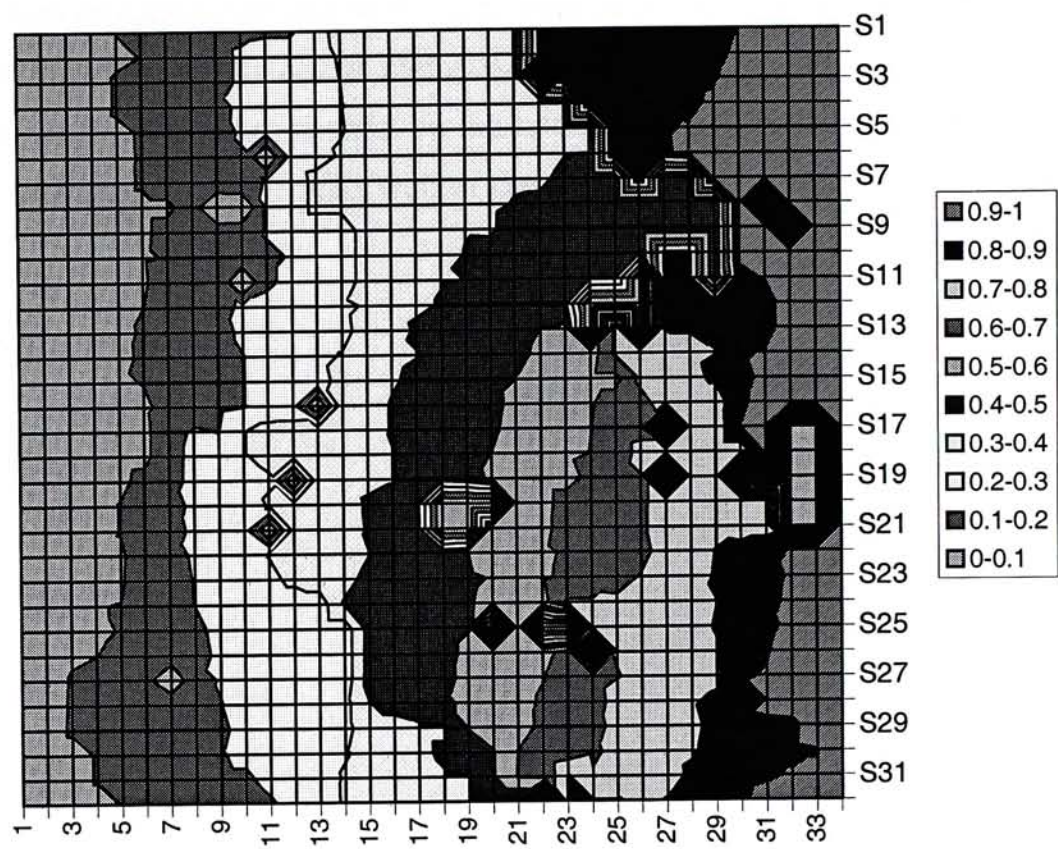 S1
S3
S5
S7
S9
S11
S13
S15
S17
S19
S21
S23
S25
S27
S29
S31
0.9-1
0.8-0.9
0.7-0.8
0.6-0.7
0.5-0.6
0.4-0.5
0.3-0.4
0.2-0.3
0.1-0.2
0-0.1
1 3 5 7 9 11 13 15 17 19 21 23 25 27 29 31 33